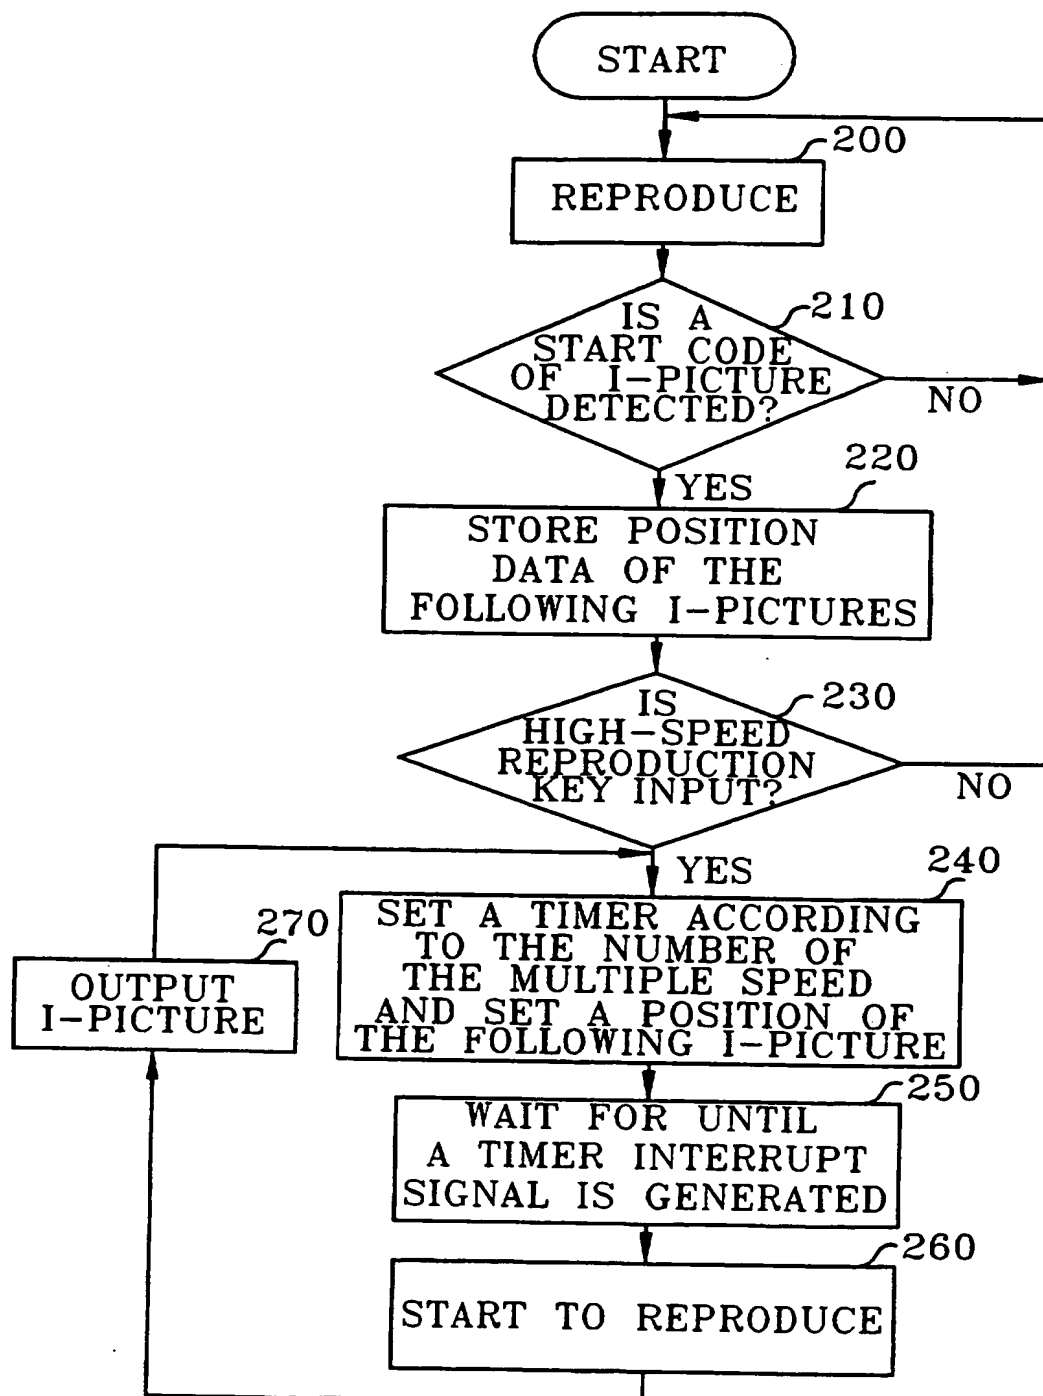 START
200
REPRODUCE
210
IS A
START CODE
OF I-PICTURE
DETECTED?
NO
220
YES
STORE POSITION
DATA OF THE
FOLLOWING I-PICTURES
230
IS
HIGH-SPEED
REPRODUCTION
KEY INPUT?
NO
YES
240
SET A TIMER ACCORDING
TO THE NUMBER OF
THE MULTIPLE SPEED
AND SET A POSITION OF
THE FOLLOWING I-PICTURE
270
OUTPUT
I-PICTURE
250
WAIT FOR UNTIL
A TIMER INTERRUPT
SIGNAL IS GENERATED
260
START TO REPRODUCE